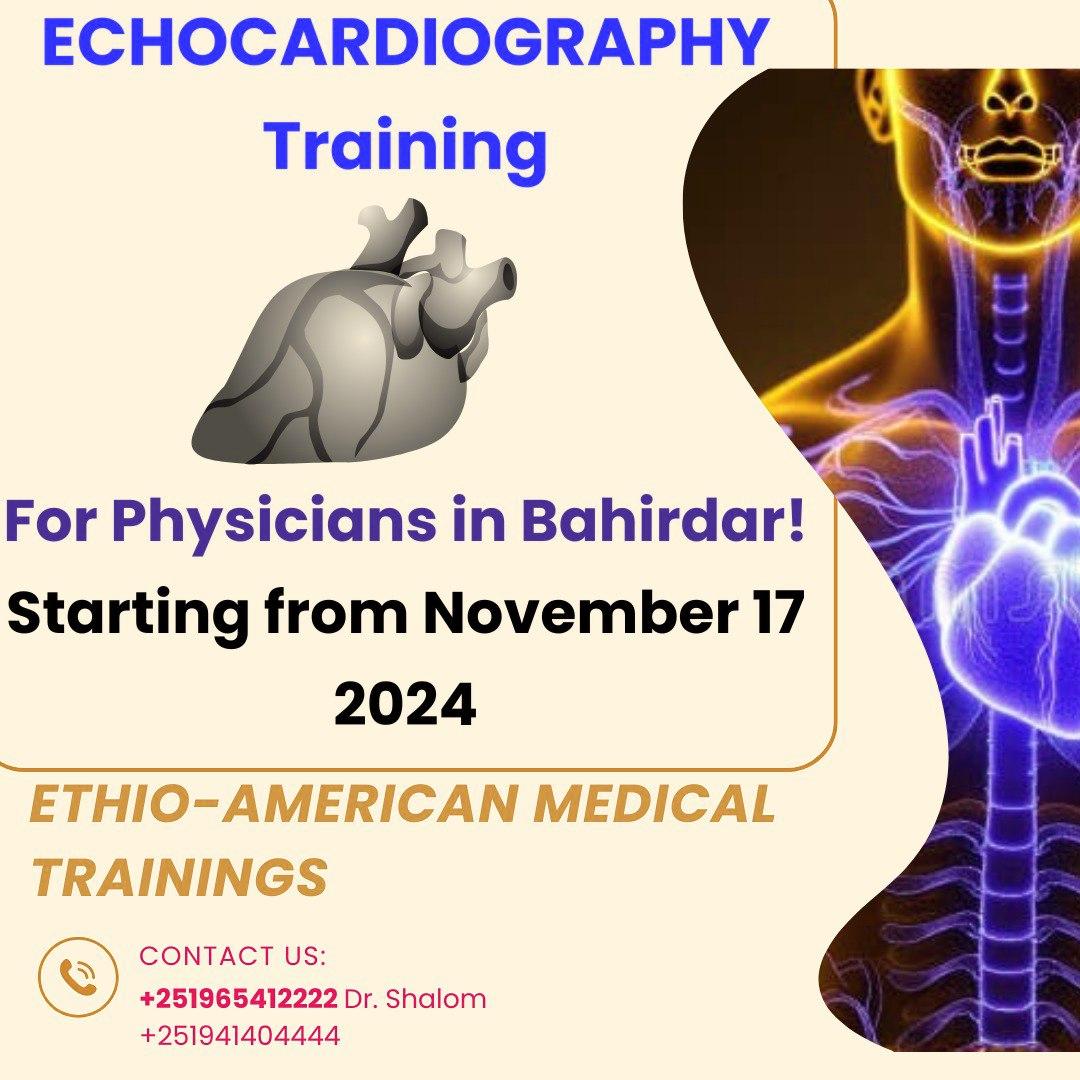 ECHOCARDIOGRAPHY
Training
For Physicians in Bahirdar!
Starting from November 17
2024
ETHIO-AMERICAN MEDICAL
TRAININGS
CONTACT US:
+251965412222 Dr. Shalom
+251941404444